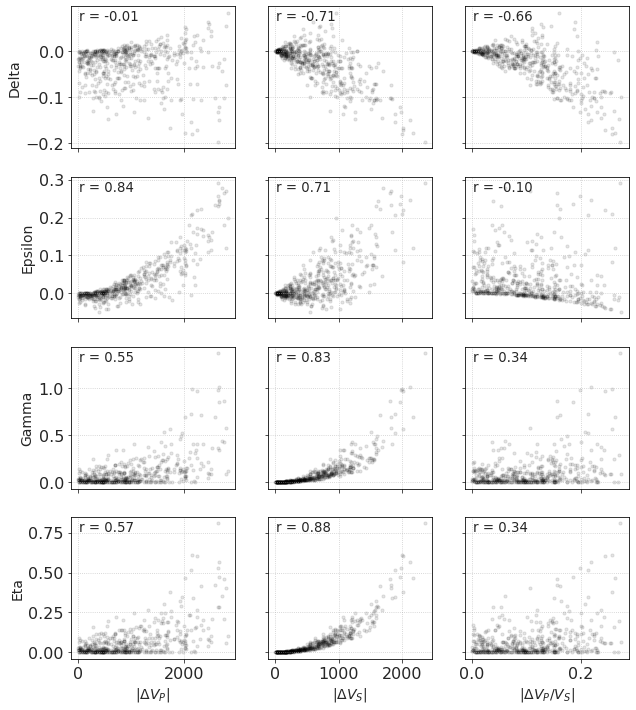 r = -0.01
r = -0.71
r = -0.66
Delta
0.0
−0.1
−0.2
r = 0.84
r = 0.71
r = -0.10
Epsilon
0.3
0.2
0.1
0.0
r = 0.55
r = 0.83
r = 0.34
Gamma
1.0
0.5
0.0
r = 0.57
r = 0.88
r = 0.34
Eta
0.75
0.50
0.25
0.00
0 2000 0 1000 2000 0.0 0.2
|ΔV_P| |ΔV_S| |ΔV_P/V_S|